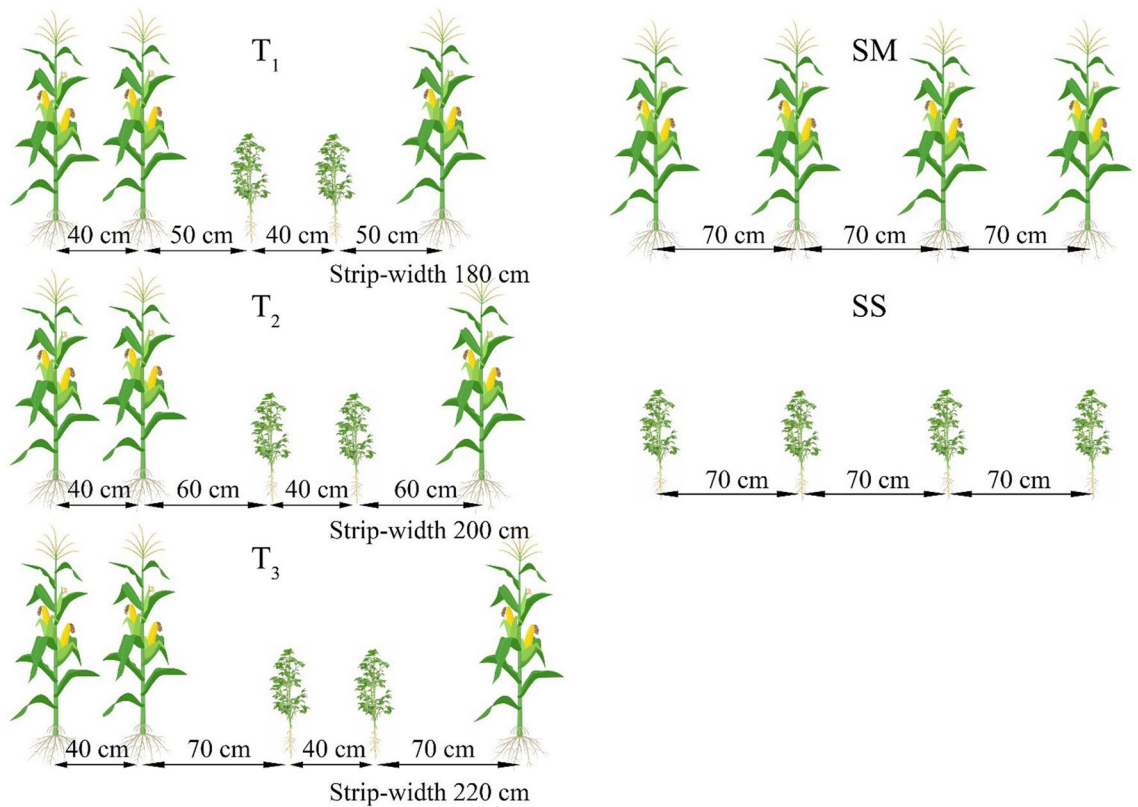 T1
40 cm 50 cm 40 cm 50 cm
Strip-width 180 cm
T2
40 cm 60 cm 40 cm 60 cm
Strip-width 200 cm
T3
40 cm 70 cm 40 cm 70 cm
Strip-width 220 cm
SM
70 cm 70 cm 70 cm
SS
70 cm 70 cm 70 cm